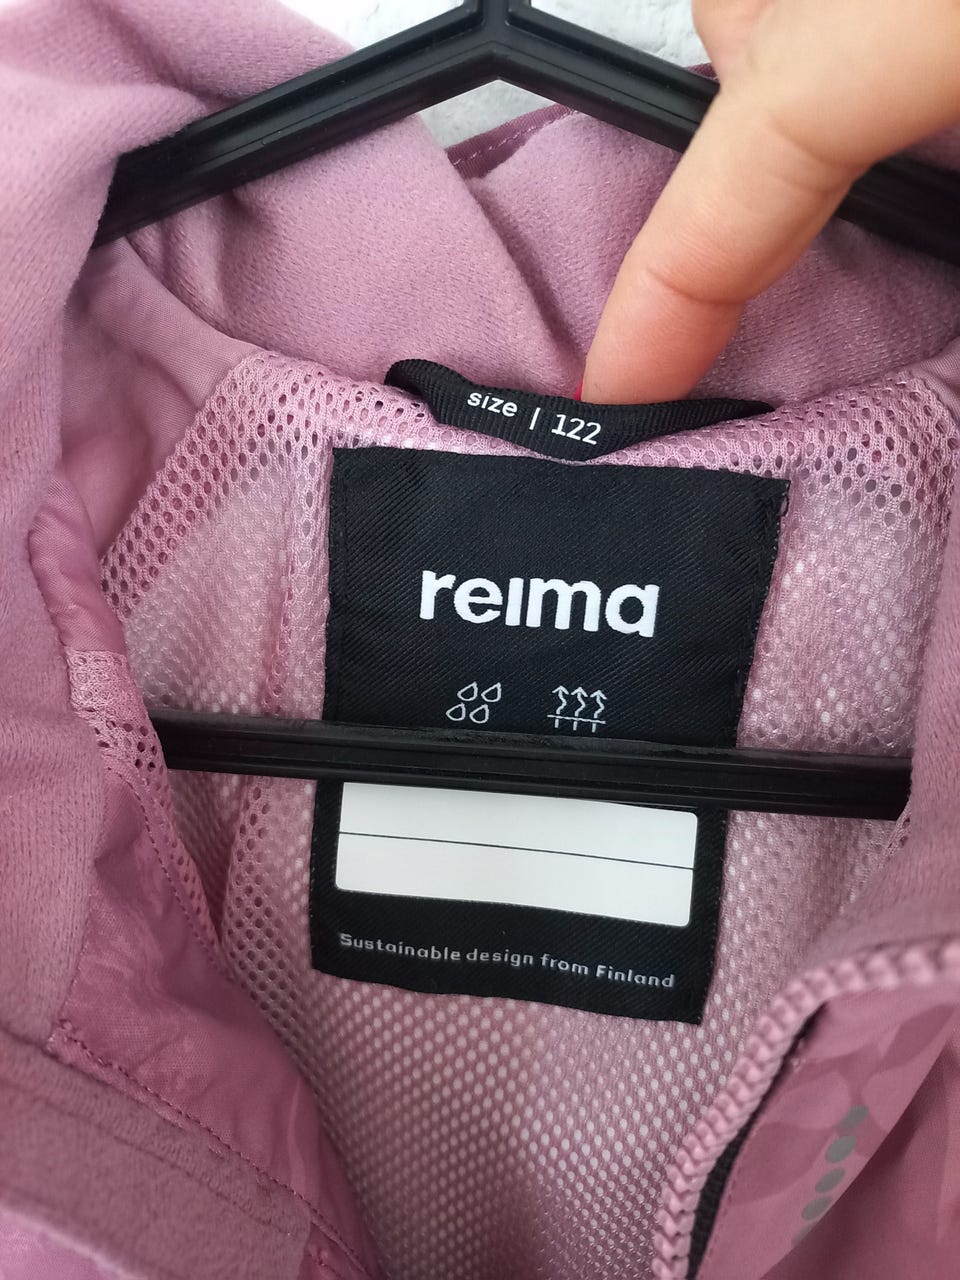 size | 122
reima
Sustainable design from Finland